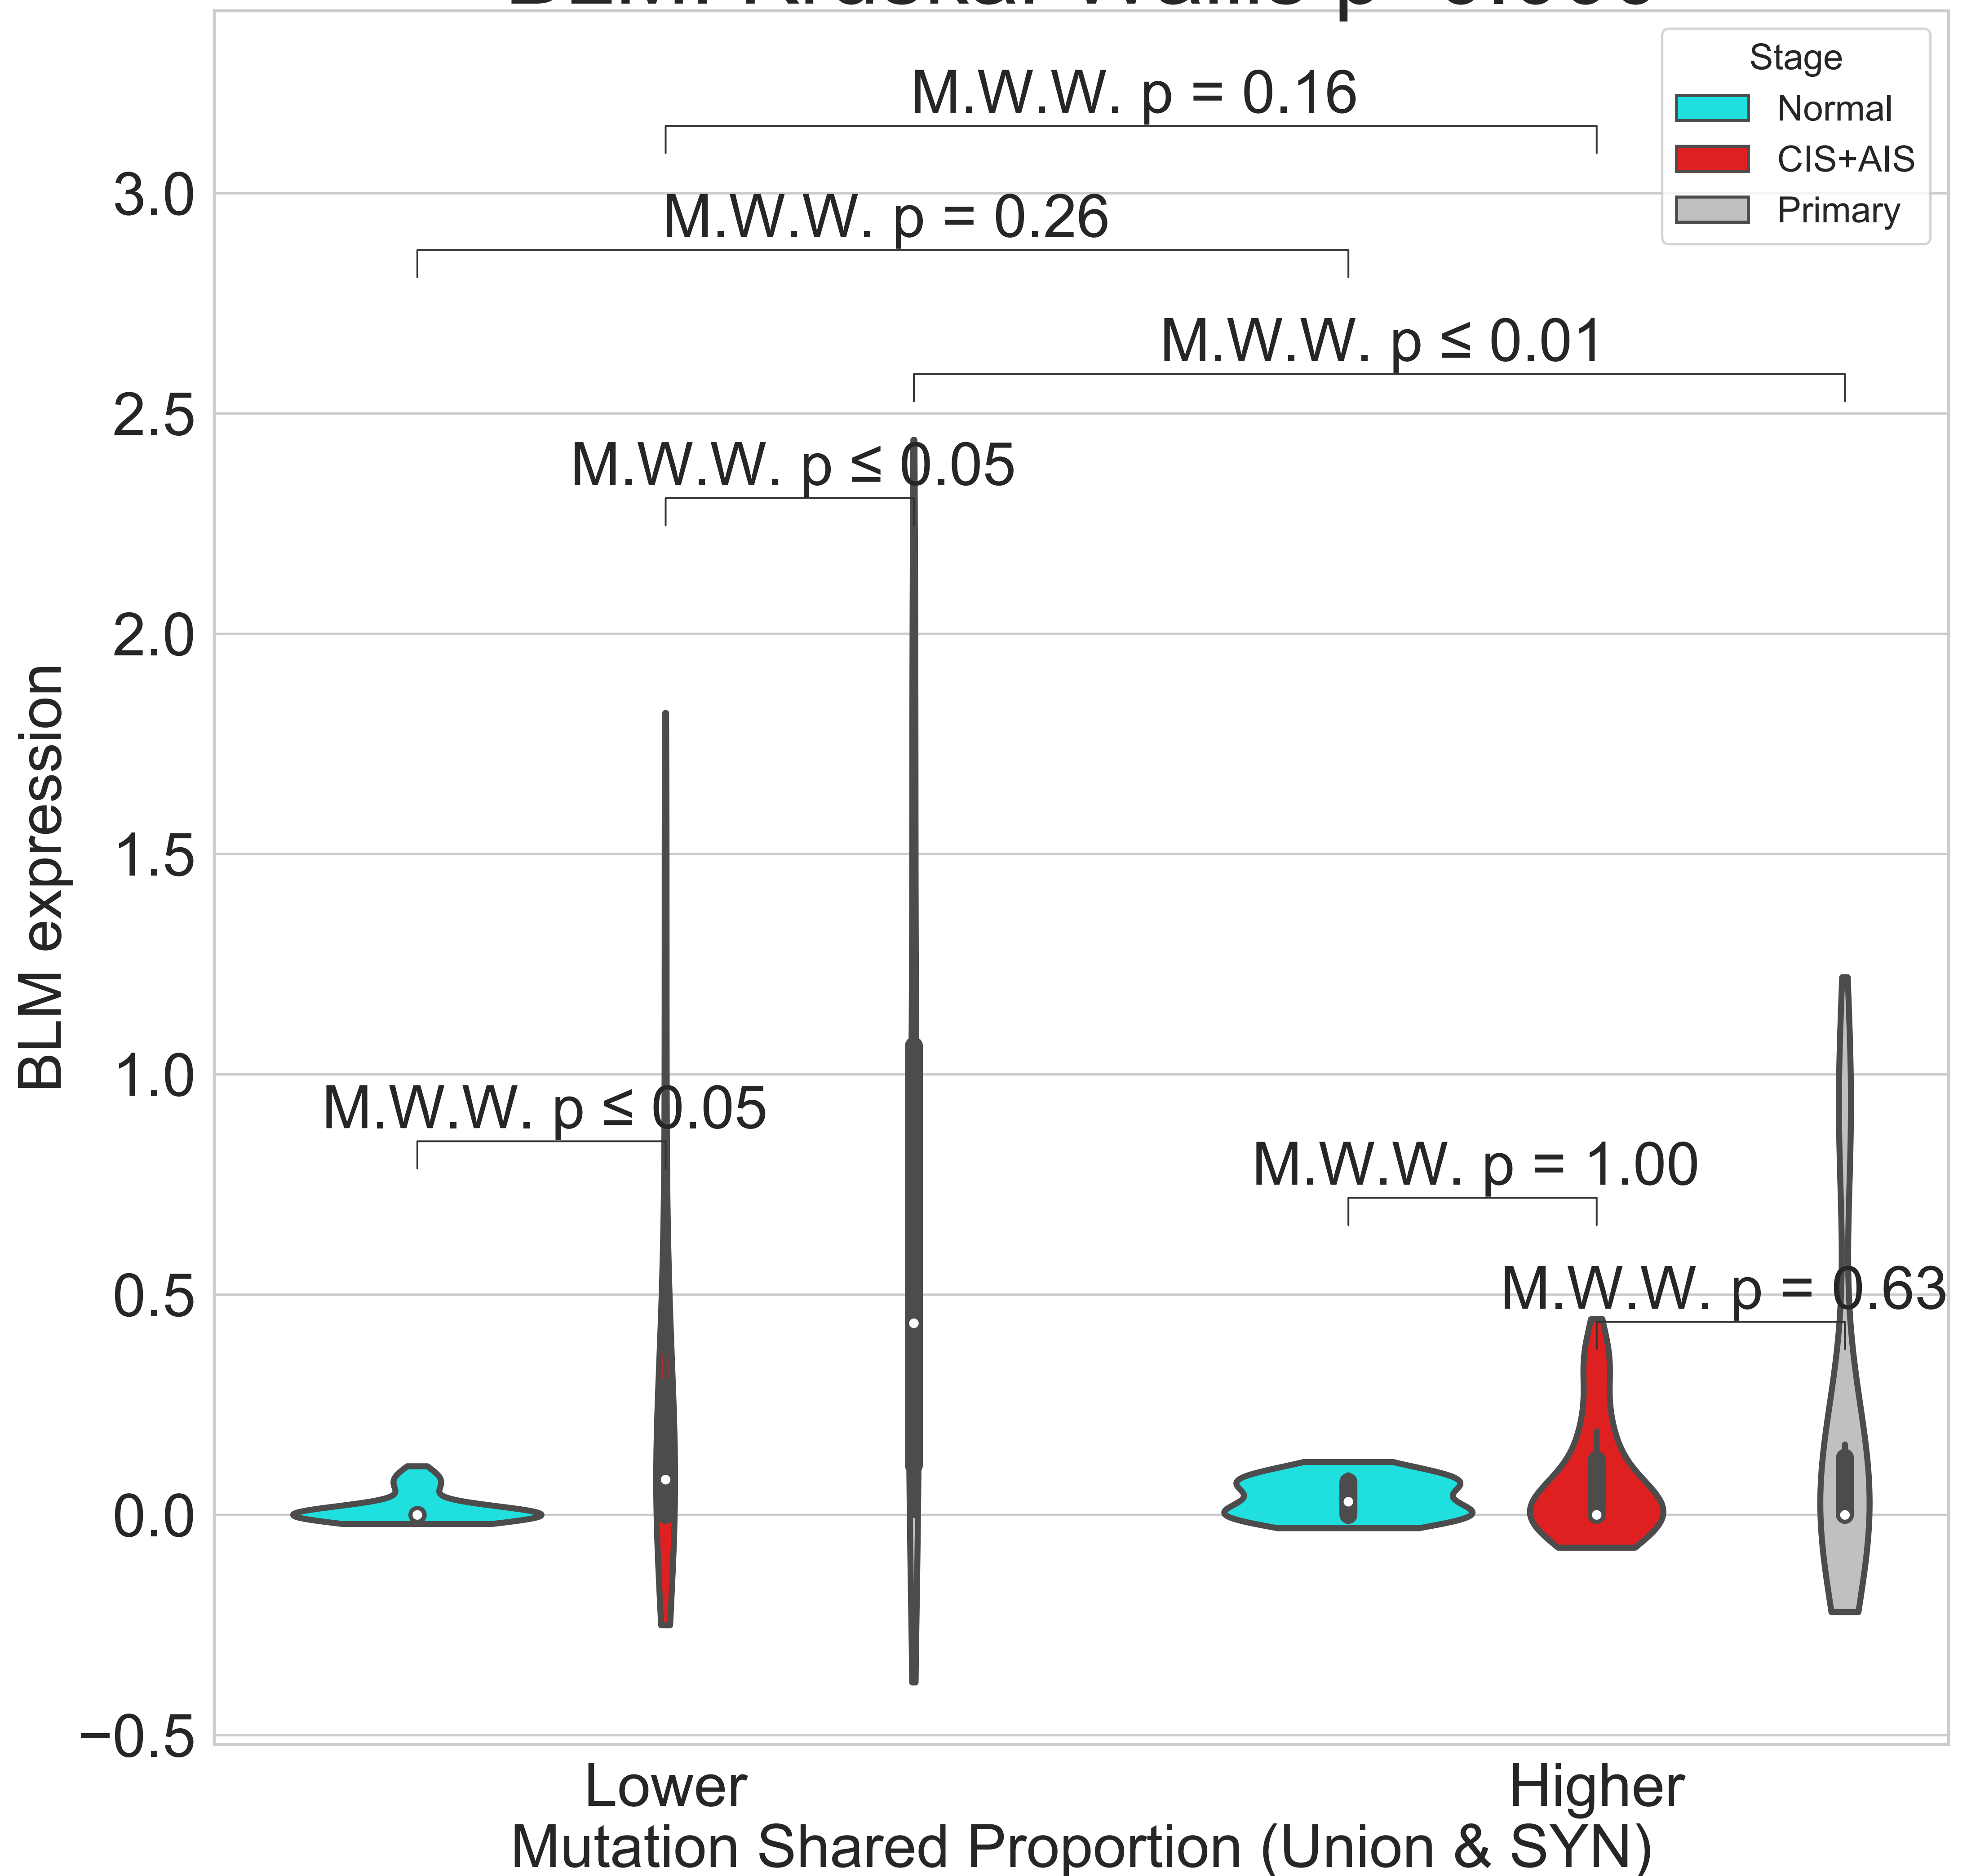 Stage
Normal
CIS+AIS
Primary
M.W.W. p = 0.16
M.W.W. p = 0.26
M.W.W. p ≤ 0.01
M.W.W. p ≤ 0.05
M.W.W. p ≤ 0.05
M.W.W. p = 1.00
M.W.W. p = 0.63
3.0
2.5
2.0
1.5
1.0
0.5
0.0
−0.5
BLM expression
Lower
Higher
Mutation Shared Proportion (Union & SYN)